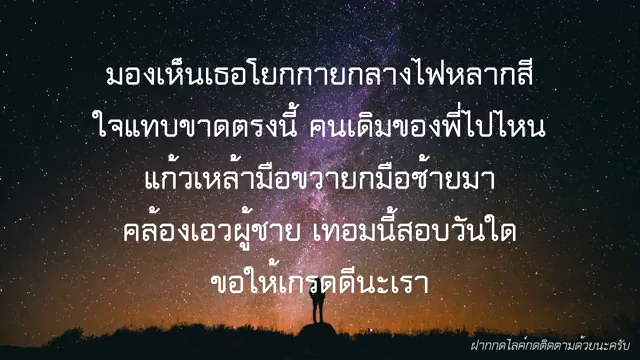 มองเห็นเธอโยกกายกลางไฟหลากสี
ใจแทบขาดตรงนี้ คนเดิมของพี่ไปไหน
แก้วเหล้ามือขวายกมือซ้ายมา
คล้องเอวผู้ชาย เทอมนี้สอบวันใด
ขอให้เกรดดีนะเรา
ฝากกดไลค์กดติดตามด้วยนะครับ